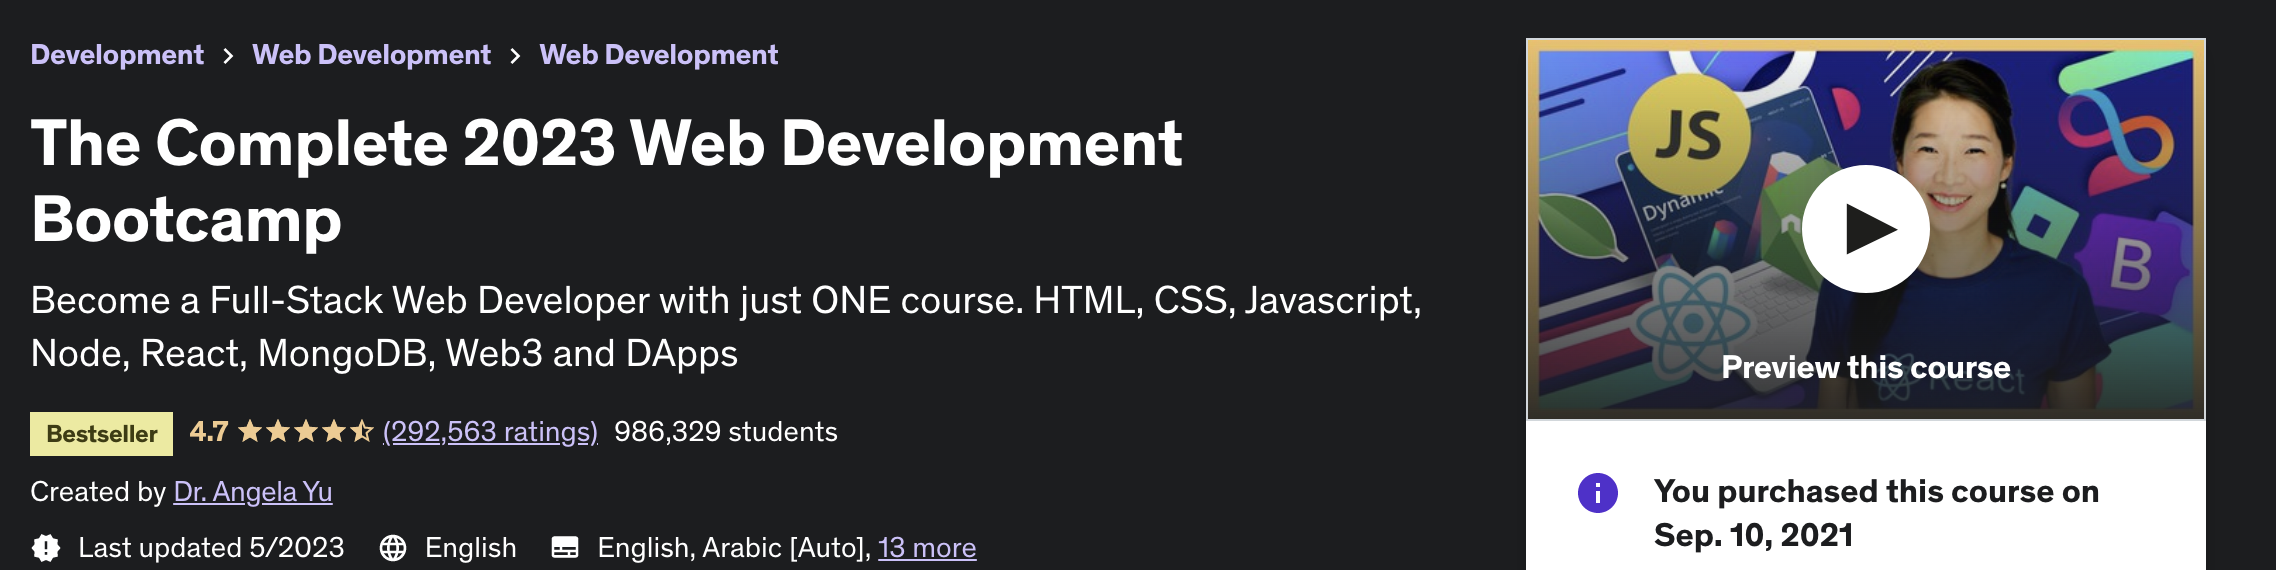 Development > Web Development > Web Development
The Complete 2023 Web Development
Bootcamp
Become a Full-Stack Web Developer with just ONE course. HTML, CSS, Javascript,
Node, React, MongoDB, Web3 and DApps
Bestseller 4.7 (292,563 ratings) 986,329 students
Created by Dr. Angela Yu
Last updated 5/2023 English English, Arabic [Auto], 13 more
JS
Dynamic
B
Preview this course
React
You purchased this course on
Sep. 10, 2021